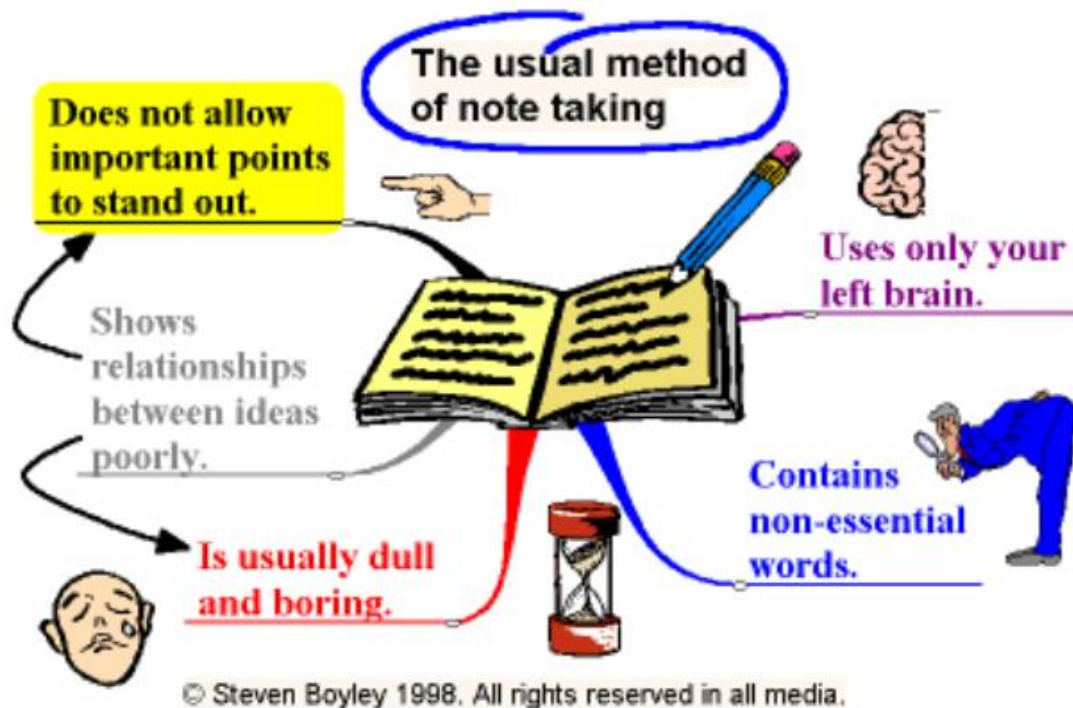 The usual method
of note taking
Does not allow
important points
to stand out.
Uses only your
left brain.
Shows
relationships
between ideas
poorly.
Contains
non-essential
words.
Is usually dull
and boring.
© Steven Boyley 1998. All rights reserved in all media.